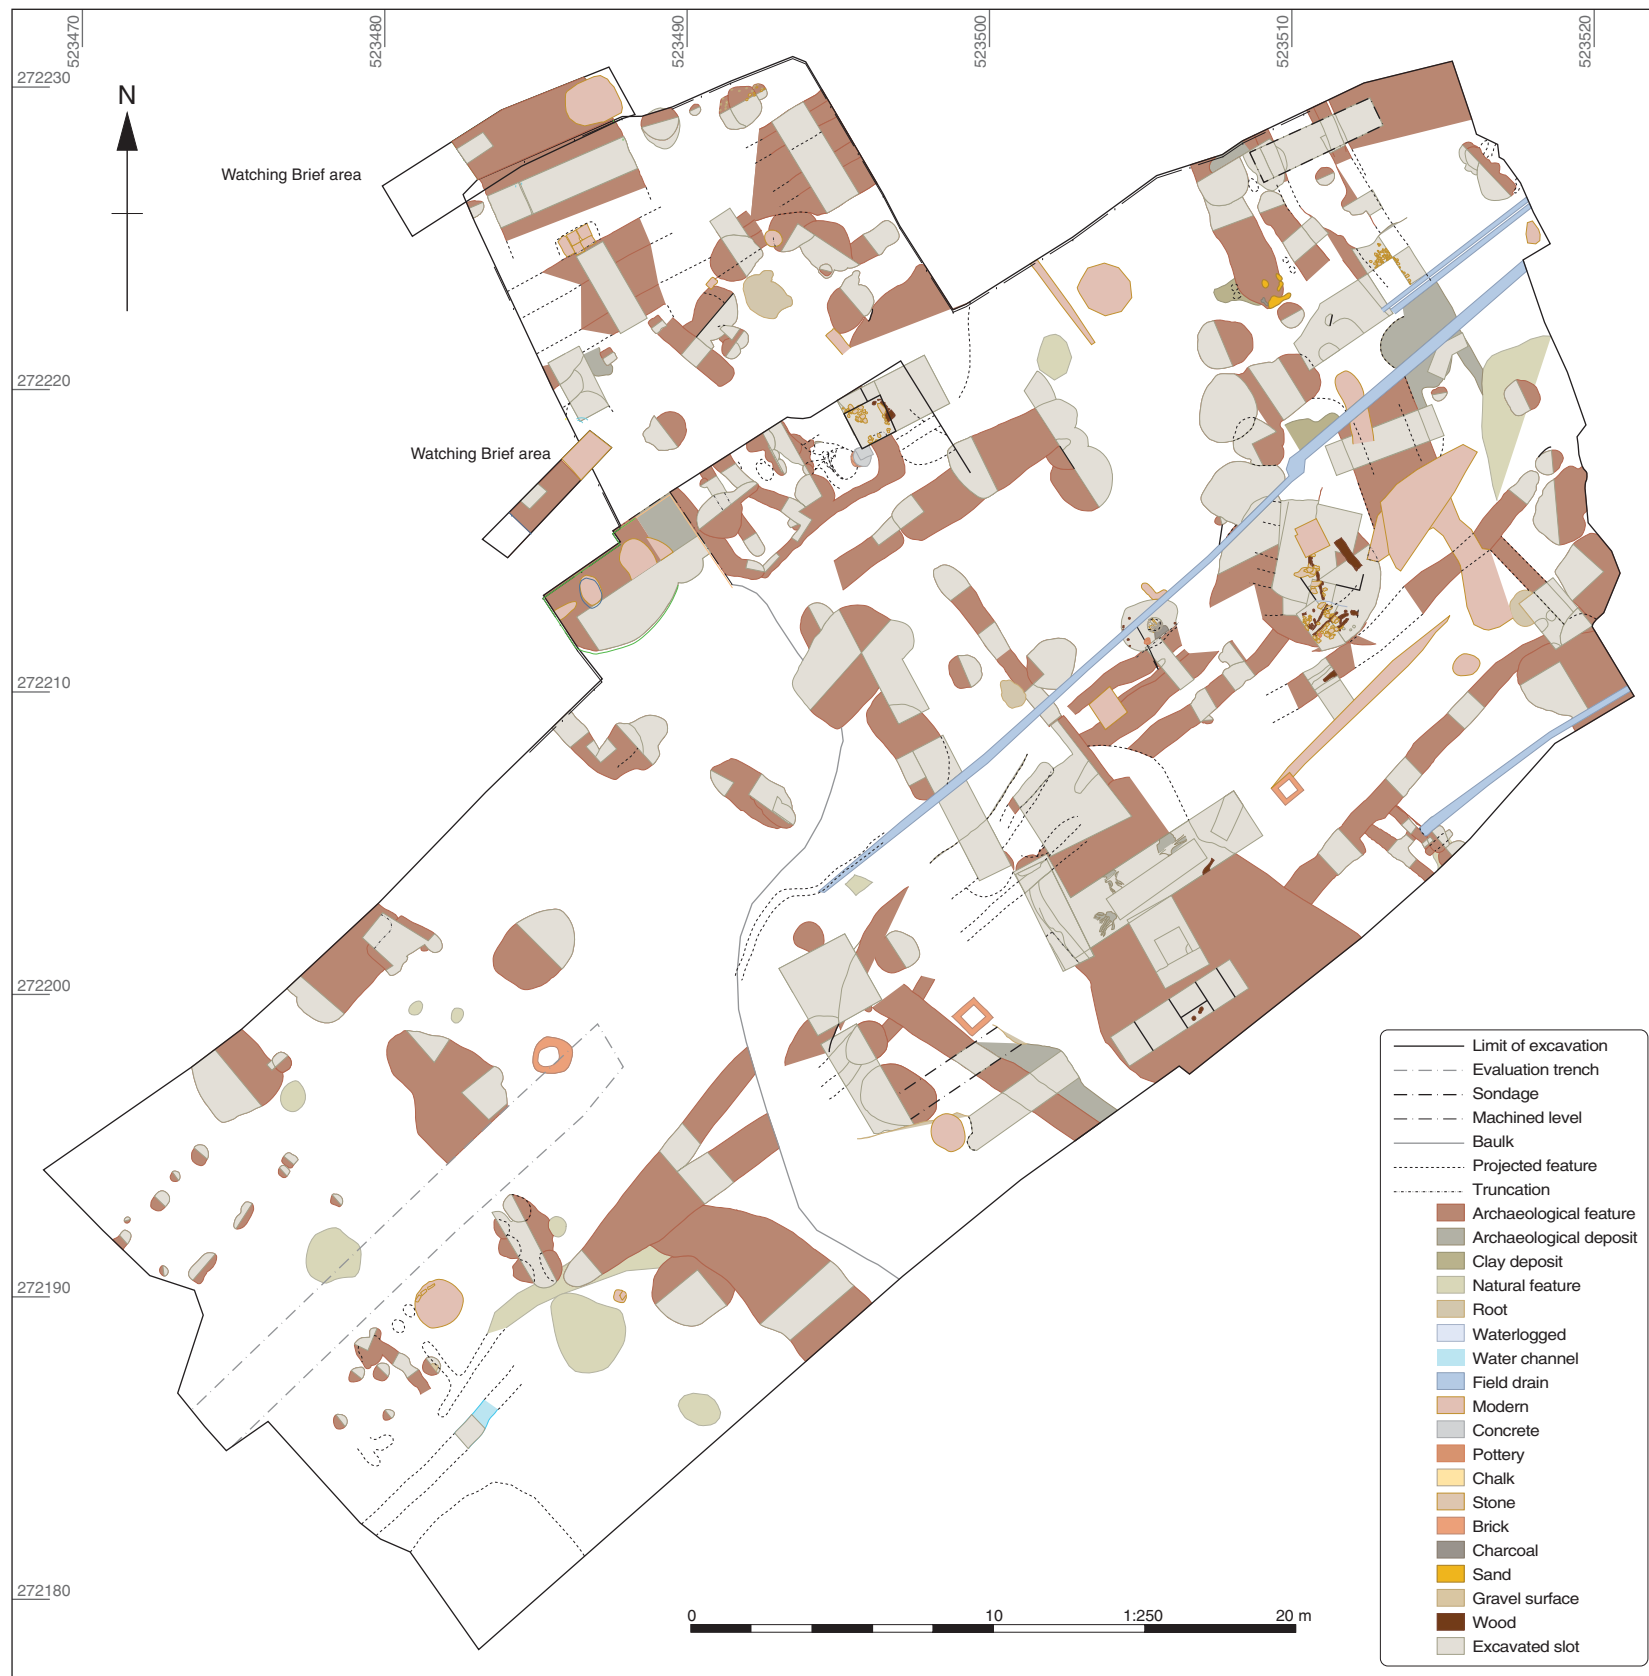 523470
523480
523490
523500
523510
523520
272230
N
Watching Brief area
272220
Watching Brief area
272210
272200
272190
272180
Limit of excavation
Evaluation trench
Sondage
Machined level
Baulk
Projected feature
Truncation
Archaeological feature
Archaeological deposit
Clay deposit
Natural feature
Root
Waterlogged
Water channel
Field drain
Modern
Concrete
Pottery
Chalk
Stone
Brick
Charcoal
Sand
Gravel surface
Wood
Excavated slot
0 10 1:250 20 m